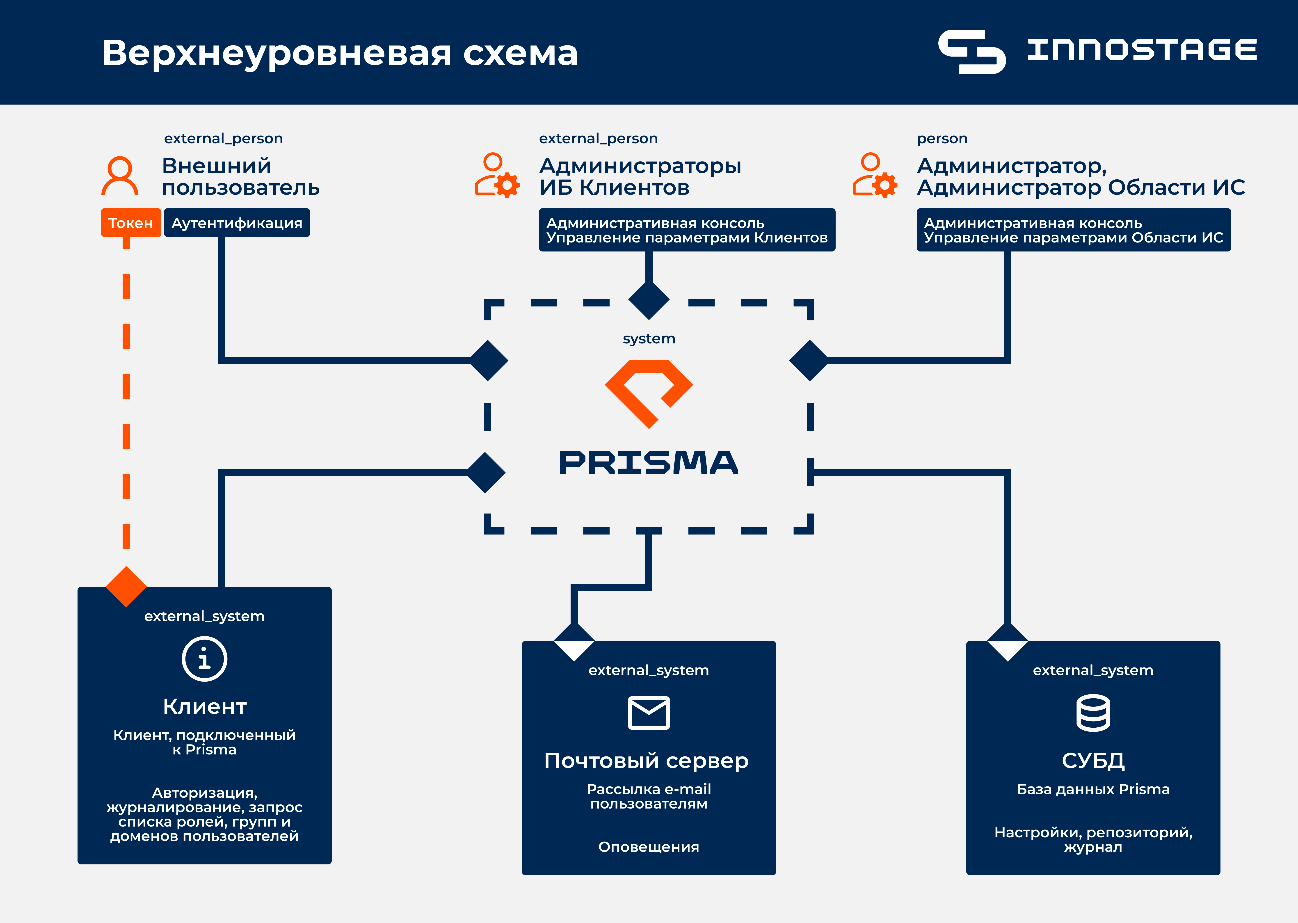 Верхнеуровневая схема
INNOSTAGE
external_person
Внешний
пользователь
Токен
Аутентификация
external_person
Администраторы
ИБ Клиентов
Административная консоль
Управление параметрами Клиентов
person
Администратор,
Администратор Области ИС
Административная консоль
Управление параметрами Области ИС
system
PRISMA
external_system
Клиент
Клиент, подключенный
к Prisma
Авторизация,
журналирование, запрос
списка ролей, групп и
доменов пользователей
external_system
Почтовый сервер
Рассылка e-mail
пользователям
Оповещения
external_system
СУБД
База данных Prisma
Настройки, репозиторий,
журнал